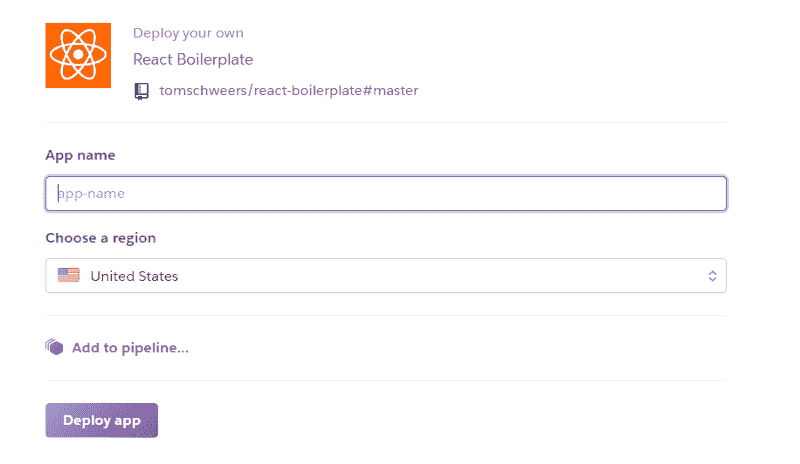 Deploy your own
React Boilerplate
tomschweers/react-boilerplate#master
App name
app-name
Choose a region
United States
Add to pipeline...
Deploy app